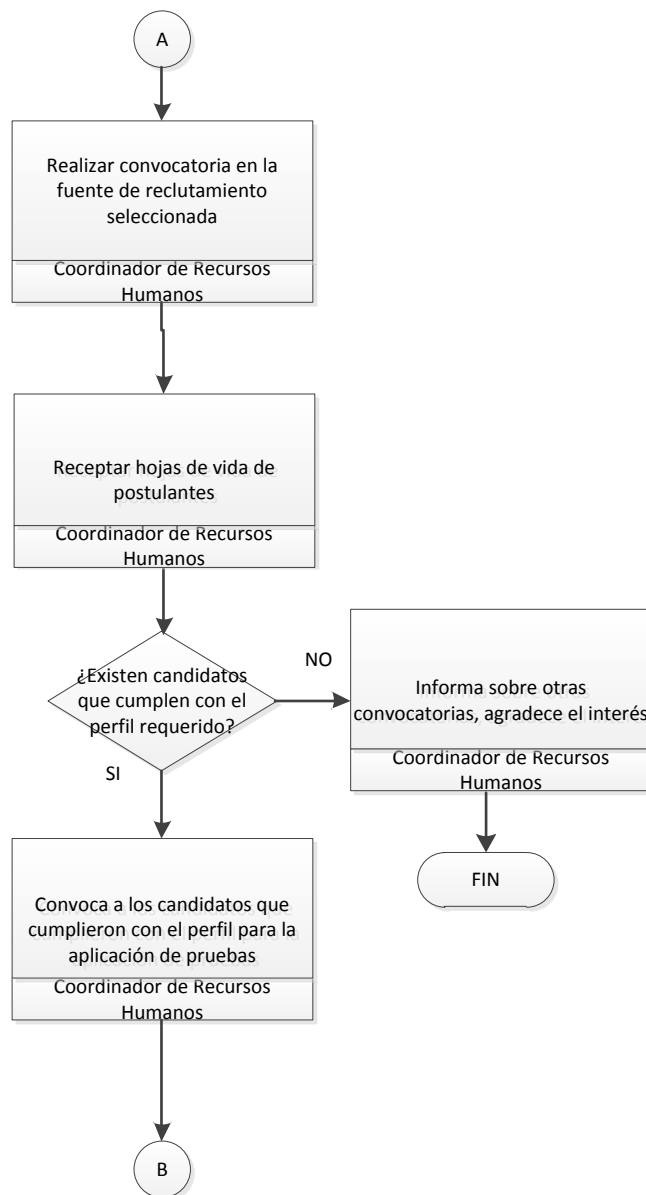 A
Realizar convocatoria en la
fuente de reclutamiento
seleccionada
Coordinador de Recursos
Humanos
Receptar hojas de vida de
postulantes
Coordinador de Recursos
Humanos
¿Existen candidatos
que cumplen con el
perfil requerido?
NO
Informa sobre otras
convocatorias, agradece el interés
Coordinador de Recursos
Humanos
FIN
SI
Convoca a los candidatos que
cumplieron con el perfil para la
aplicación de pruebas
Coordinador de Recursos
Humanos
B